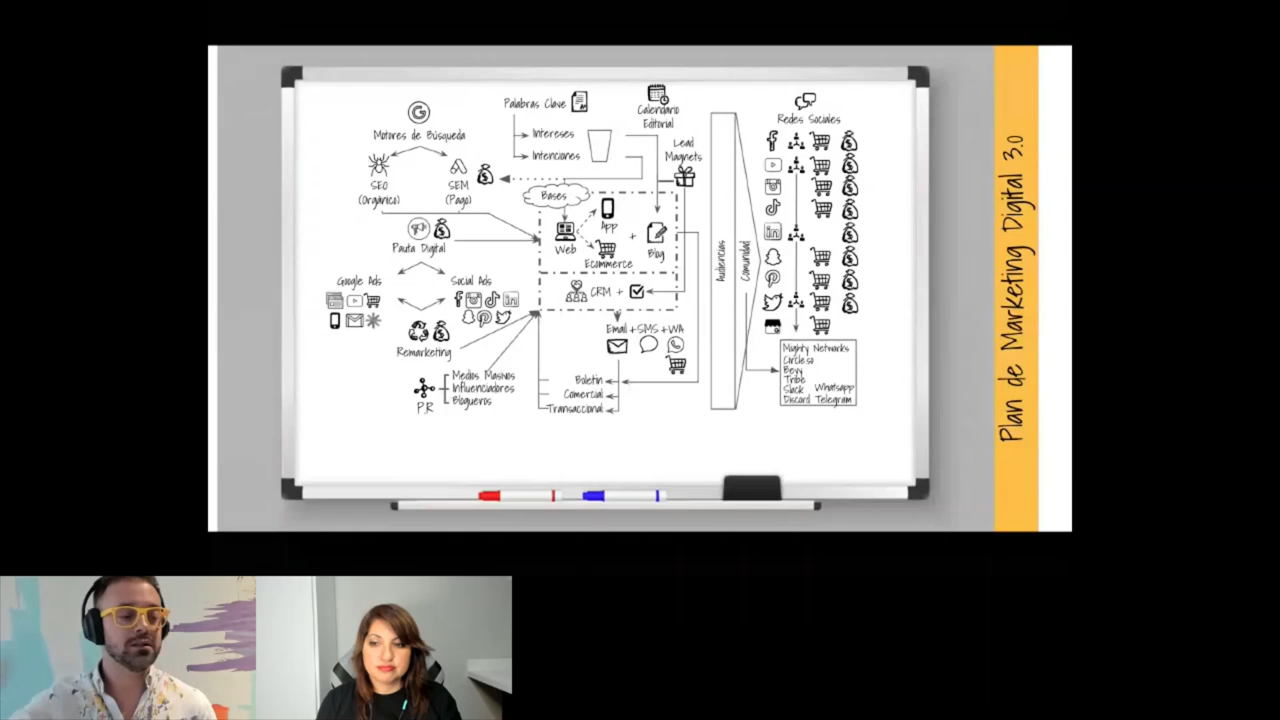 Palabras Clave
Calendario
Editorial
Redes Sociales
Motores de Búsqueda
Intereses
Lead
Magnets
Intenciones
SEO
(Orgánico)
SEM
(Pago)
Bases
App
Web
+
Blog
Ecommerce
Pauta Digital
Google Ads
Social Ads
CRM +
Remarketing
Email + SMS + WA
P.R
Medios Masivos
Influenciadores
Blogueros
Boletín
Comercial
Transaccional
Audiencias
Comunidad
Mighty Networks
Circle.so
Bevy
Tribe
Slack Whatsapp
Discord Telegram
Plan de Marketing Digital 3.0